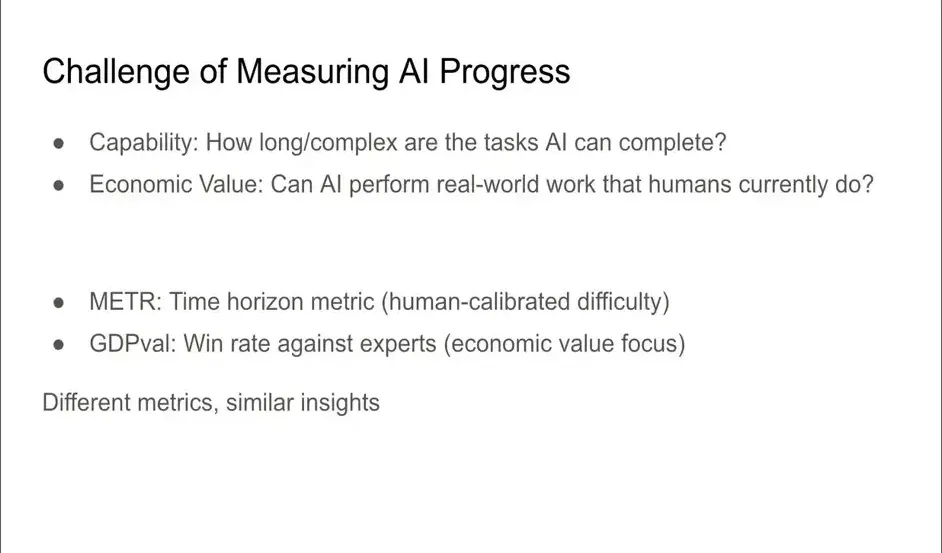 Challenge of Measuring AI Progress
● Capability: How long/complex are the tasks AI can complete?
● Economic Value: Can AI perform real-world work that humans currently do?
● METR: Time horizon metric (human-calibrated difficulty)
● GDPval: Win rate against experts (economic value focus)
Different metrics, similar insights